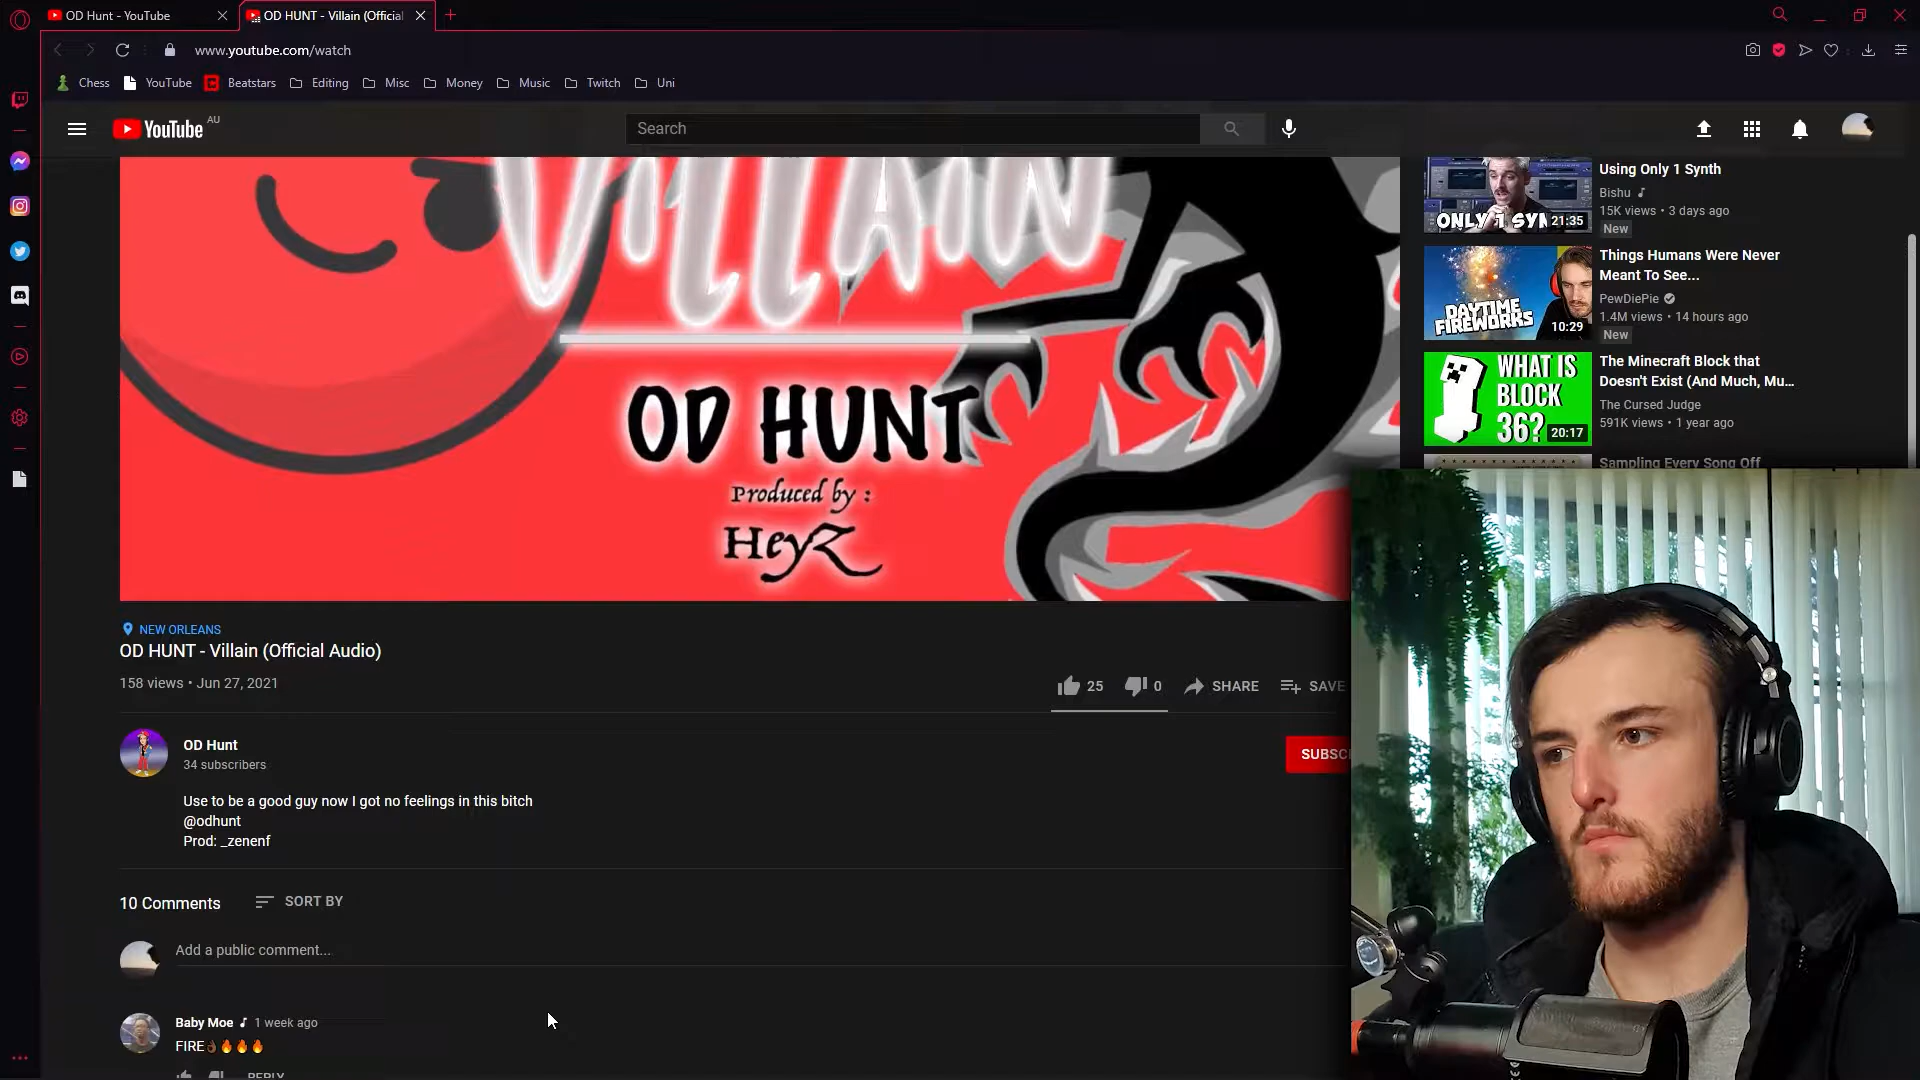 OD Hunt - YouTube
OD HUNT - Villain (Official
www.youtube.com/watch
Chess
YouTube
Beatstars
Editing
Misc
Money
Music
Twitch
Uni
YouTube AU
Search
VillAiN
OD HUNT
Produced by :
HeyZ
NEW ORLEANS
OD HUNT - Villain (Official Audio)
158 views • Jun 27, 2021
25
0
SHARE
SAVE
OD Hunt
34 subscribers
SUBSC
Use to be a good guy now I got no feelings in this bitch
@odhunt
Prod: _zenenf
10 Comments
SORT BY
Add a public comment...
Baby Moe ♪ 1 week ago
FIRE👌🏿🔥🔥🔥
REPLY
ONLY 1 SYN
21:35
Using Only 1 Synth
Bishu ♪
15K views • 3 days ago
New
DAYTIME
FIREWORKS
10:29
Things Humans Were Never
Meant To See...
PewDiePie
1.4M views • 14 hours ago
New
WHAT IS
BLOCK
36?
20:17
The Minecraft Block that
Doesn't Exist (And Much, Mu...
The Cursed Judge
591K views • 1 year ago
Sampling Every Song Off